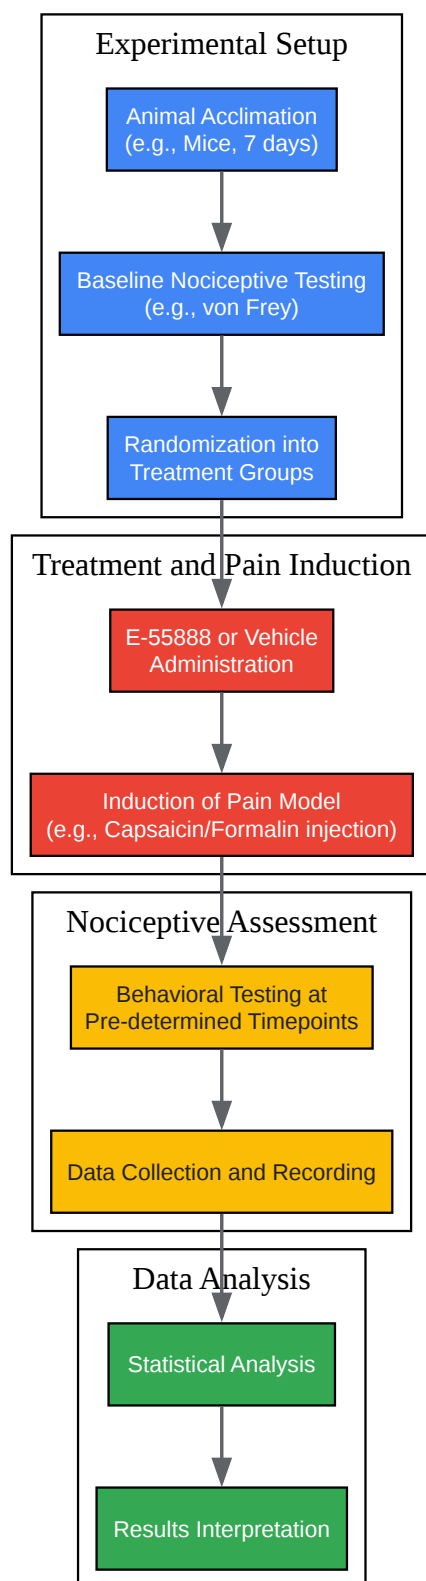 Experimental Setup
Animal Acclimation
(e.g., Mice, 7 days)
Baseline Nociceptive Testing
(e.g., von Frey)
Randomization into
Treatment Groups
Treatment and Pain Induction
E-55888 or Vehicle
Administration
Induction of Pain Model
(e.g., Capsaicin/Formalin injection)
Nociceptive Assessment
Behavioral Testing at
Pre-determined Timepoints
Data Collection and Recording
Data Analysis
Statistical Analysis
Results Interpretation